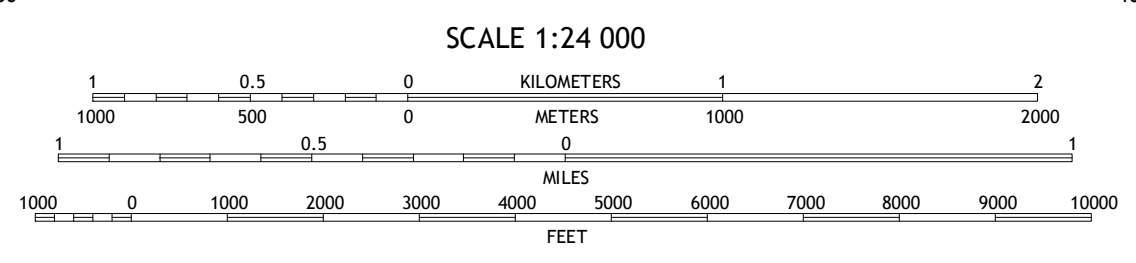 SCALE 1:24 000
1 0.5 0 KILOMETERS 1 2
1000 500 0 METERS 1000 2000
1 0.5 0 1
MILES
1000 0 1000 2000 3000 4000 5000 6000 7000 8000 9000 10000
FEET